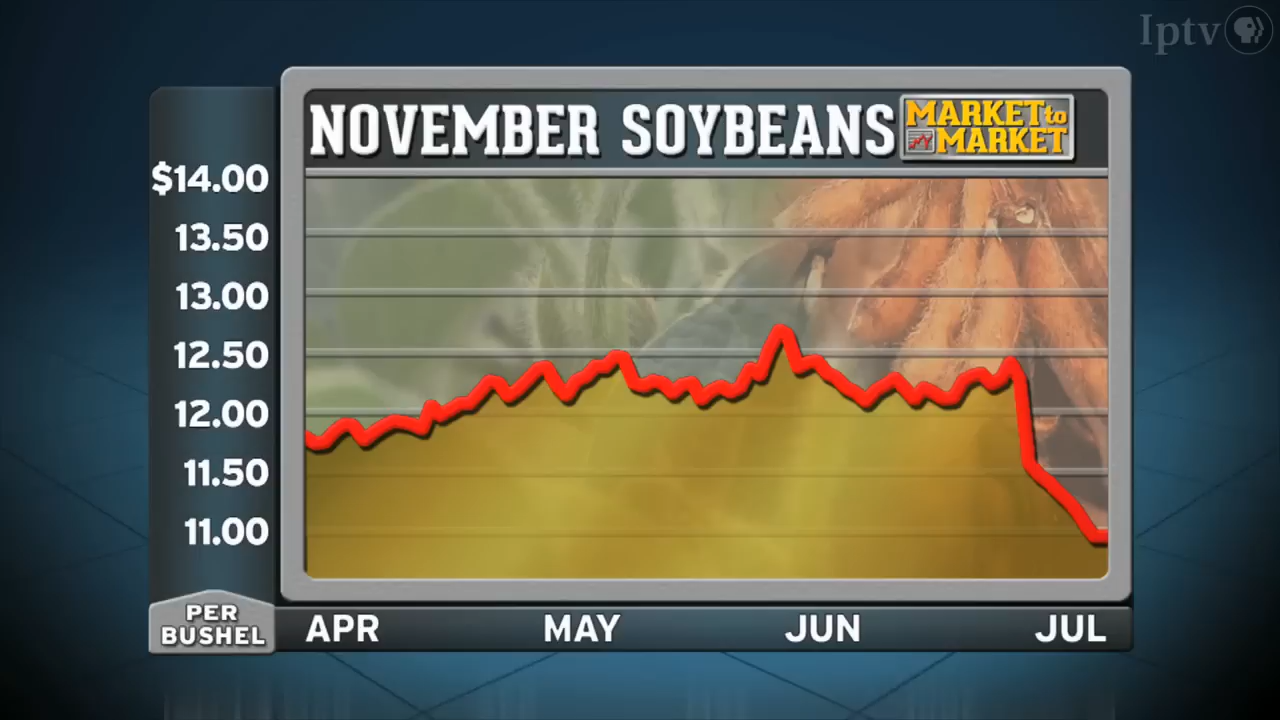 Iptv
NOVEMBER SOYBEANS
MARKET to
MARKET
$14.00
13.50
13.00
12.50
12.00
11.50
11.00
PER
BUSHEL
APR MAY JUN JUL